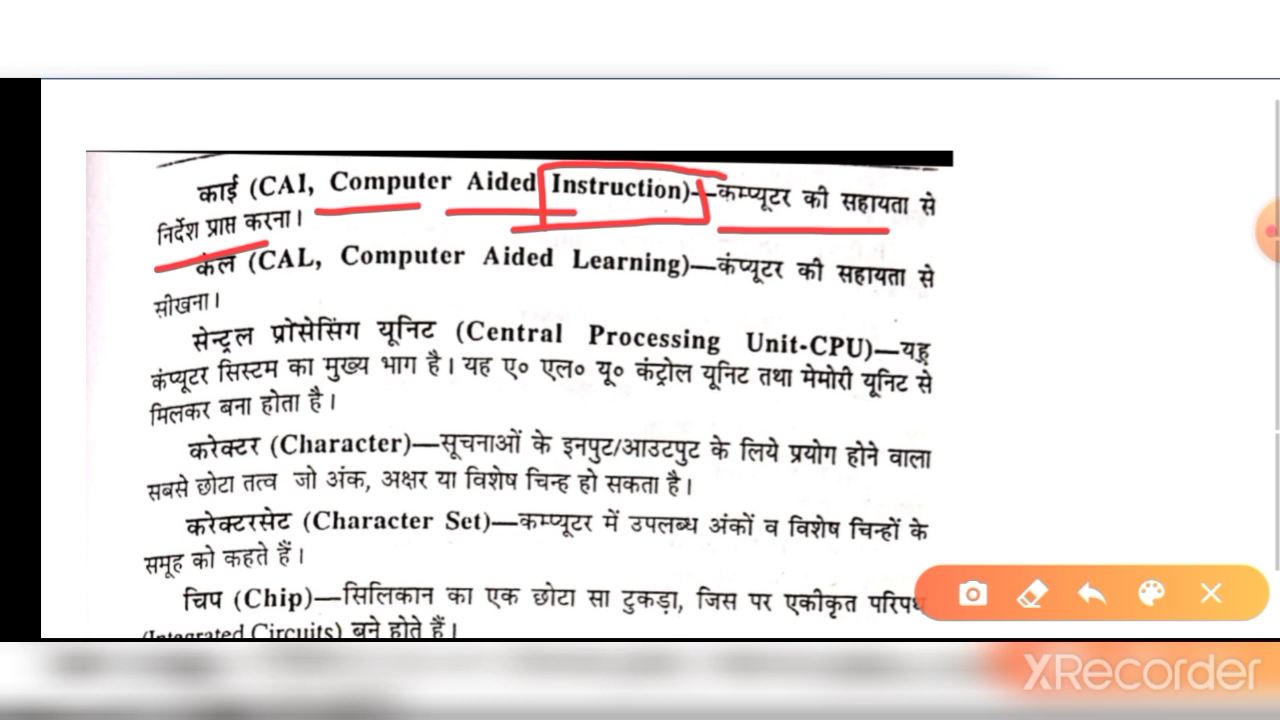 काई (CAI, Computer Aided Instruction)—कम्प्यूटर की सहायता से
निर्देश प्राप्त करना।
कल (CAL, Computer Aided Learning)—कंप्यूटर की सहायता से
सीखना।
सेन्ट्रल प्रोसेसिंग यूनिट (Central Processing Unit-CPU)—यह
कंप्यूटर सिस्टम का मुख्य भाग है। यह ए० एल० यू० कंट्रोल यूनिट तथा मेमोरी यूनिट से
मिलकर बना होता है।
करेक्टर (Character)—सूचनाओं के इनपुट/आउटपुट के लिये प्रयोग होने वाला
सबसे छोटा तत्व जो अंक, अक्षर या विशेष चिन्ह हो सकता है।
करेक्टरसेट (Character Set)—कम्प्यूटर में उपलब्ध अंकों व विशेष चिन्हों के
समूह को कहते हैं।
चिप (Chip)—सिलिकान का एक छोटा सा टुकड़ा, जिस पर एकीकृत परिपथ
(Integrated Circuits) बने होते हैं।
XRecorder